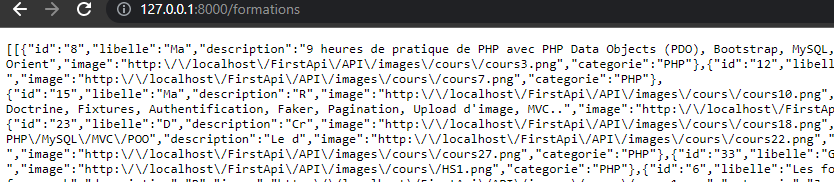 127.0.0.1:8000/formations
[[{"id":"8","libelle":"Ma","description":"9 heures de pratique de PHP avec PHP Data Objects (PDO), Bootstrap, MySQL,
Orient","image":"http:\/\/localhost\/FirstApi\/API\/images\/cours\/cours3.png","categorie":"PHP"},{"id":"12","libell
","image":"http:\/\/localhost\/FirstApi\/API\/images\/cours\/cours7.png","categorie":"PHP"},
{"id":"15","libelle":"Ma","description":"R","image":"http:\/\/localhost\/FirstApi\/API\/images\/cours\/cours10.png",
Doctrine, Fixtures, Authentification, Faker, Pagination, Upload d'image, MVC..","image":"http:\/\/localhost\/FirstAp
{"id":"23","libelle":"D","description":"Cr","image":"http:\/\/localhost\/FirstApi\/API\/images\/cours\/cours18.png",
PHP\/MySQL\/MVC\/POO","description":"Le d","image":"http:\/\/localhost\/FirstApi\/API\/images\/cours\/cours22.png","
","image":"http:\/\/localhost\/FirstApi\/API\/images\/cours\/cours27.png","categorie":"PHP"},{"id":"33","libelle":"G
","image":"http:\/\/localhost\/FirstApi\/API\/images\/cours\/HS1.png","categorie":"PHP"},{"id":"6","libelle":"Les fo